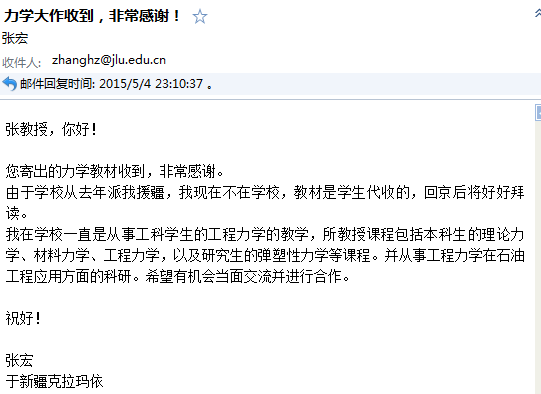 力学大作收到，非常感谢！
张宏
收件人: zhanghz@jlu.edu.cn
邮件回复时间: 2015/5/4 23:10:37 。
张教授，你好！
您寄出的力学教材收到，非常感谢。
由于学校从去年派我援疆，我现在不在学校，教材是学生代收的，回京后将好好拜
读。
我在学校一直是从事工科学生的工程力学的教学，所教授课程包括本科生的理论力
学、材料力学、工程力学，以及研究生的弹塑性力学等课程。并从事工程力学在石油
工程应用方面的科研。希望有机会当面交流并进行合作。
祝好！
张宏
于新疆克拉玛依